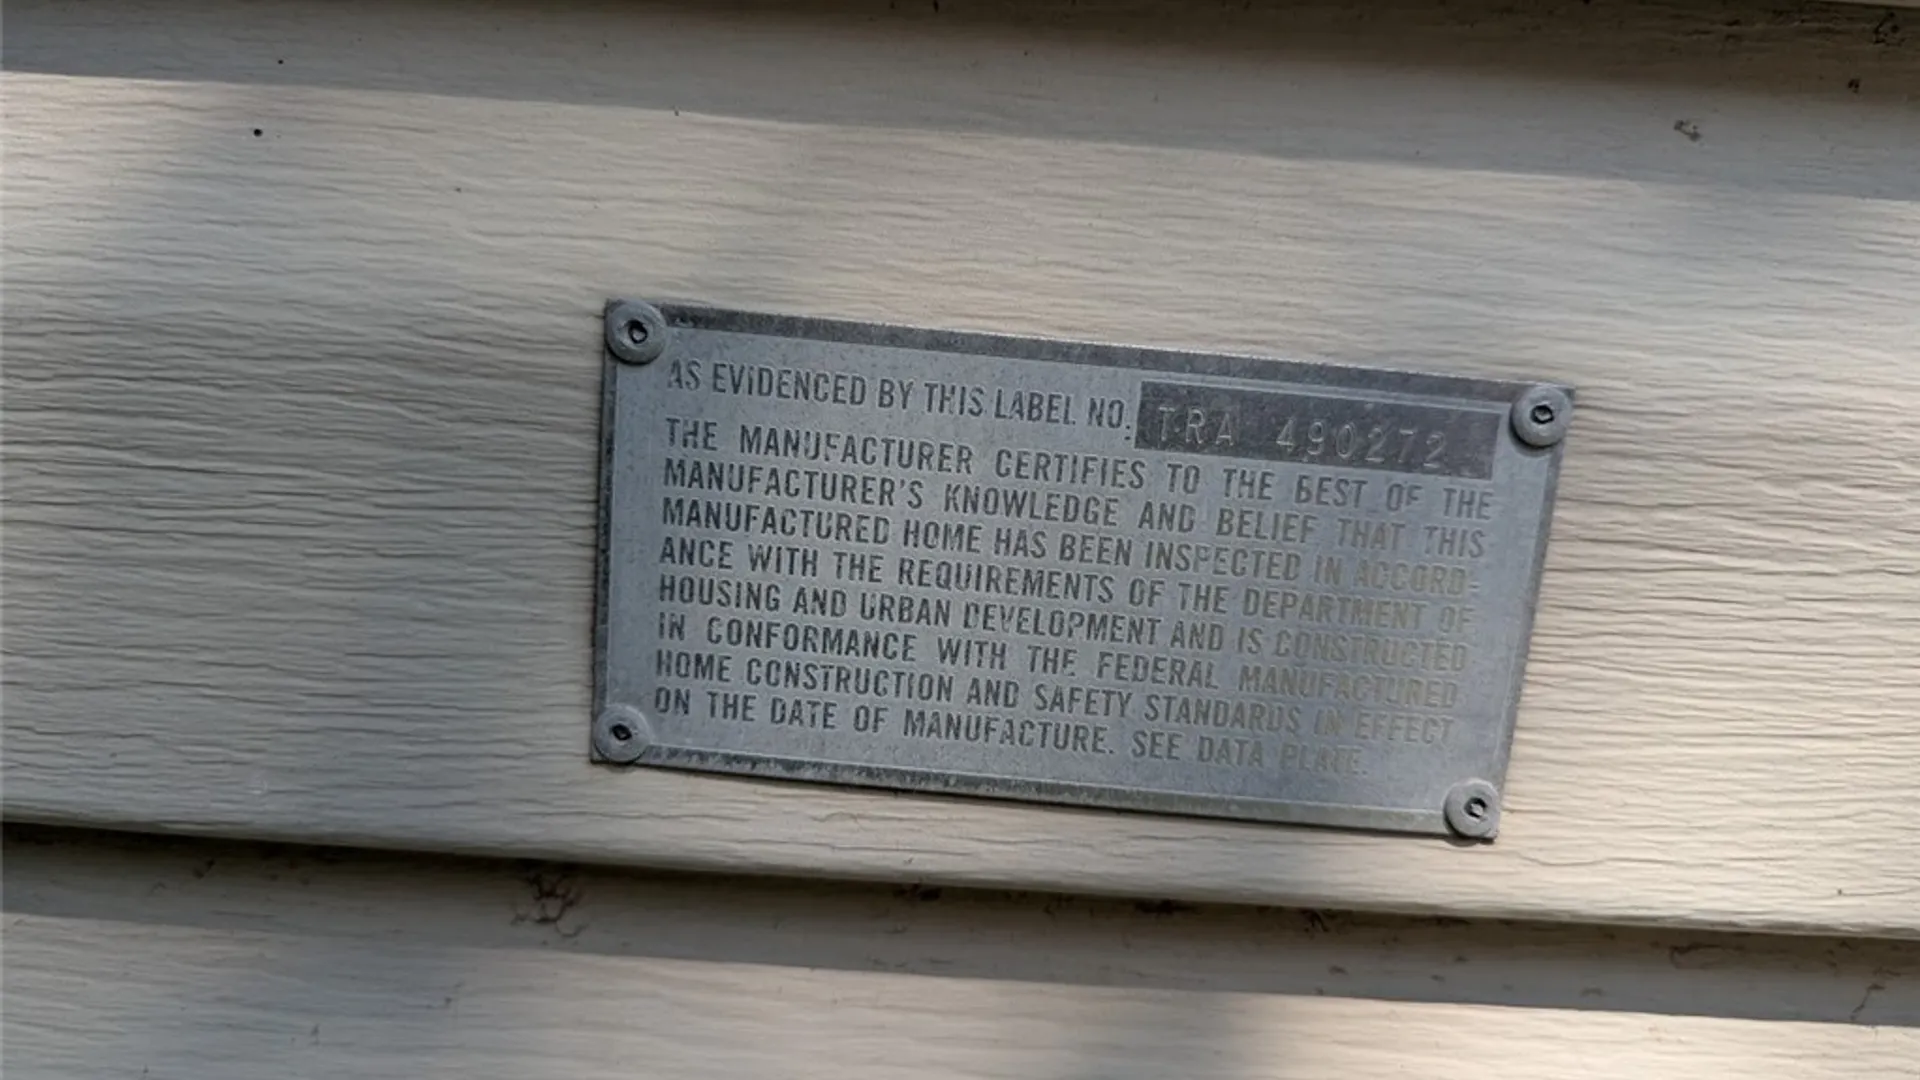 AS EVIDENCED BY THIS LABEL NO. TRA 490272
THE MANUFACTURER CERTIFIES TO THE BEST OF THE
MANUFACTURER'S KNOWLEDGE AND BELIEF THAT THIS
MANUFACTURED HOME HAS BEEN INSPECTED IN ACCORD-
ANCE WITH THE REQUIREMENTS OF THE DEPARTMENT OF
HOUSING AND URBAN DEVELOPMENT AND IS CONSTRUCTED
IN CONFORMANCE WITH THE FEDERAL MANUFACTURED
HOME CONSTRUCTION AND SAFETY STANDARDS IN EFFECT
ON THE DATE OF MANUFACTURE. SEE DATA PLATE.